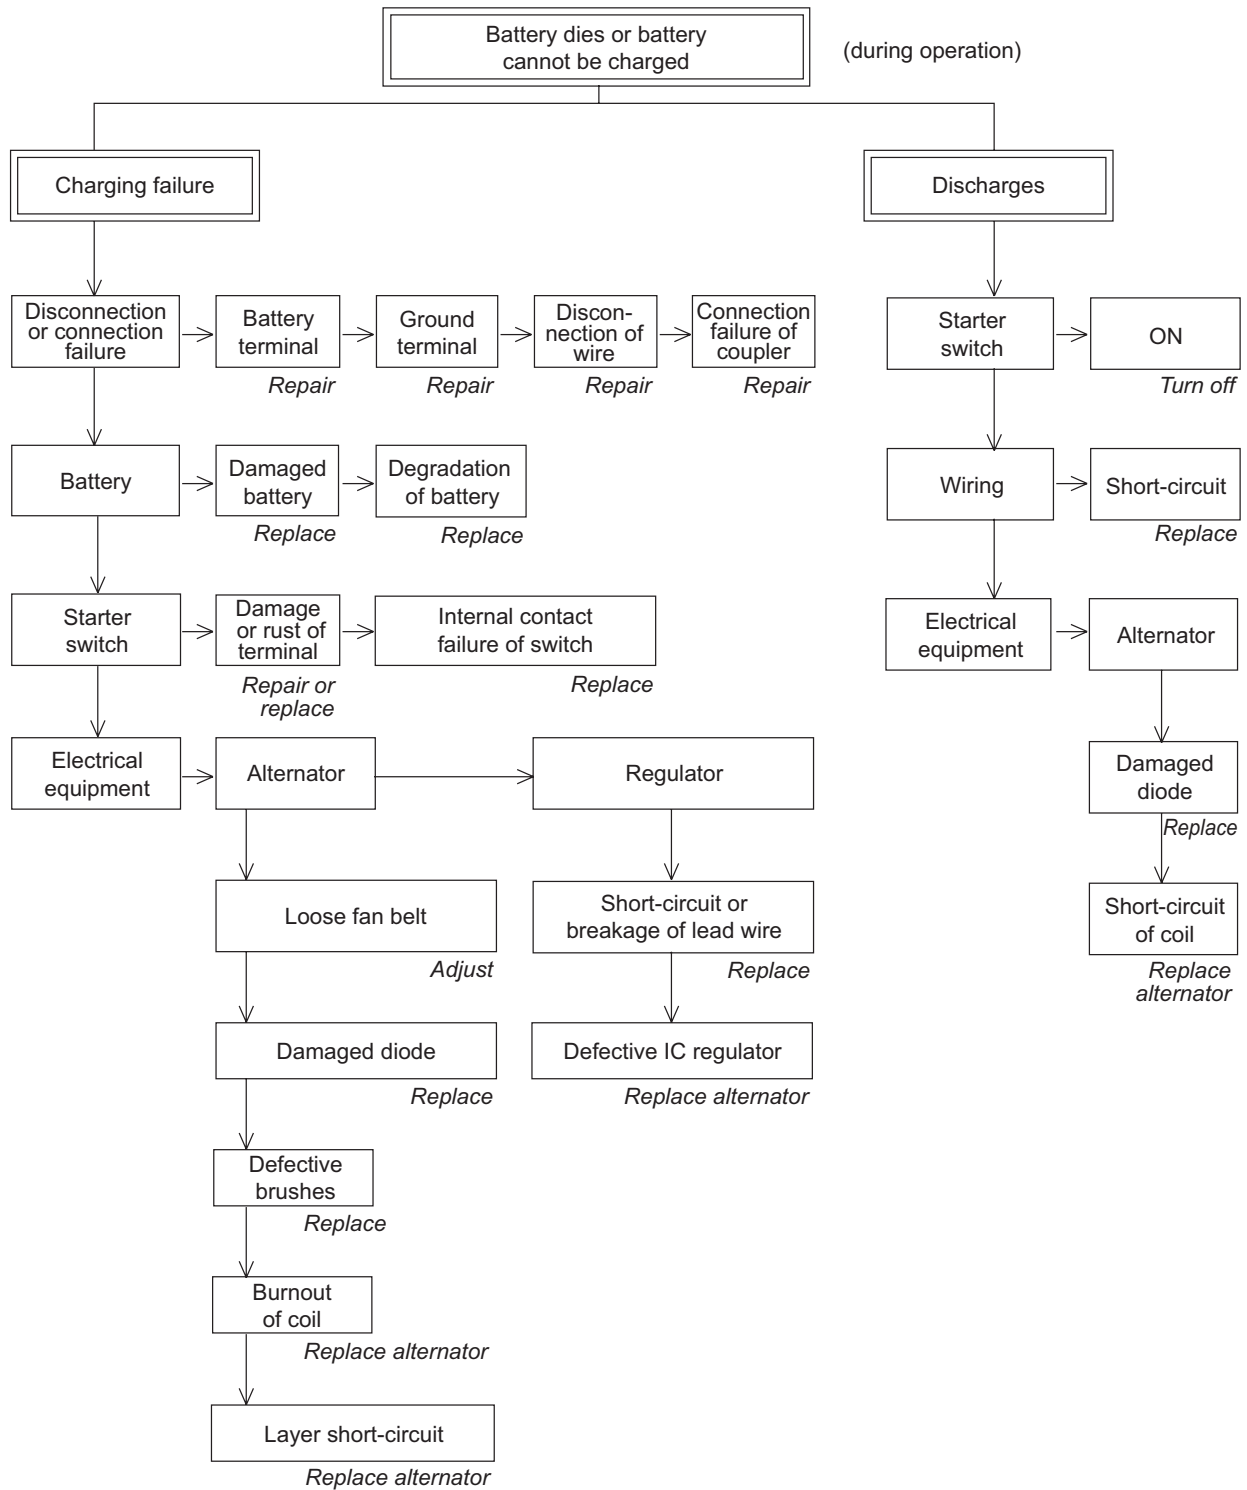 Battery dies or battery
cannot be charged
(during operation)
Charging failure
Discharges
Disconnection
or connection
failure
Battery
terminal
Repair
Ground
terminal
Repair
Discon-
nection of
wire
Repair
Connection
failure of
coupler
Repair
Starter
switch
ON
Turn off
Battery
Damaged
battery
Replace
Degradation
of battery
Replace
Wiring
Short-circuit
Replace
Starter
switch
Damage
or rust of
terminal
Repair or
replace
Internal contact
failure of switch
Replace
Electrical
equipment
Alternator
Electrical
equipment
Alternator
Regulator
Damaged
diode
Replace
Loose fan belt
Adjust
Short-circuit or
breakage of lead wire
Replace
Short-circuit
of coil
Replace
alternator
Damaged diode
Replace
Defective IC regulator
Replace alternator
Defective
brushes
Replace
Burnout
of coil
Replace alternator
Layer short-circuit
Replace alternator